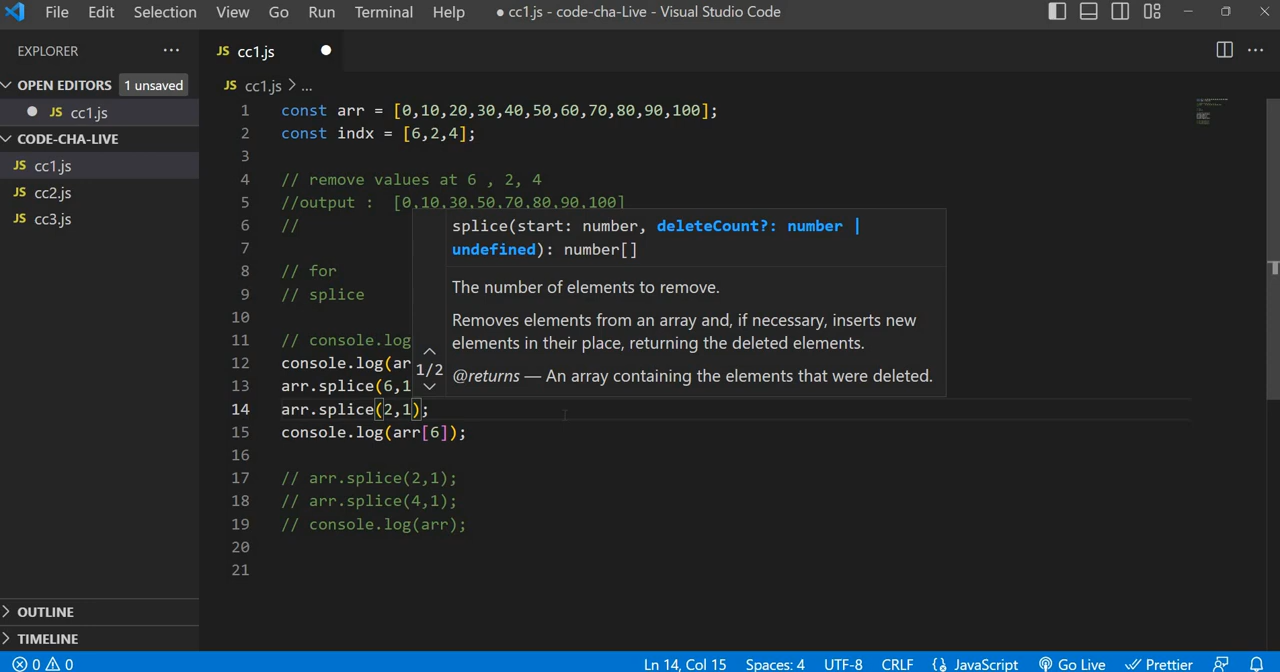 File Edit Selection View Go Run Terminal Help ● cc1.js - code-cha-Live - Visual Studio Code
EXPLORER ···
OPEN EDITORS 1 unsaved
● JS cc1.js
CODE-CHA-LIVE
JS cc1.js
JS cc2.js
JS cc3.js
OUTLINE
TIMELINE
JS cc1.js ●
JS cc1.js > ...
1 const arr = [0,10,20,30,40,50,60,70,80,90,100];
2 const indx = [6,2,4];
3
4 // remove values at 6 , 2, 4
5 //output :  [0,10,30,50,70,80,90,100]
6 //
7
8 // for
9 // splice
10
11 // console.log
12 console.log(ar
13 arr.splice(6,1
14 arr.splice(2,1);
15 console.log(arr[6]);
16
17 // arr.splice(2,1);
18 // arr.splice(4,1);
19 // console.log(arr);
20
21
splice(start: number, deleteCount?: number |
undefined): number[]
The number of elements to remove.
Removes elements from an array and, if necessary, inserts new
elements in their place, returning the deleted elements.
@returns — An array containing the elements that were deleted.
1/2
0 0 Ln 14, Col 15 Spaces: 4 UTF-8 CRLF {} JavaScript Go Live Prettier